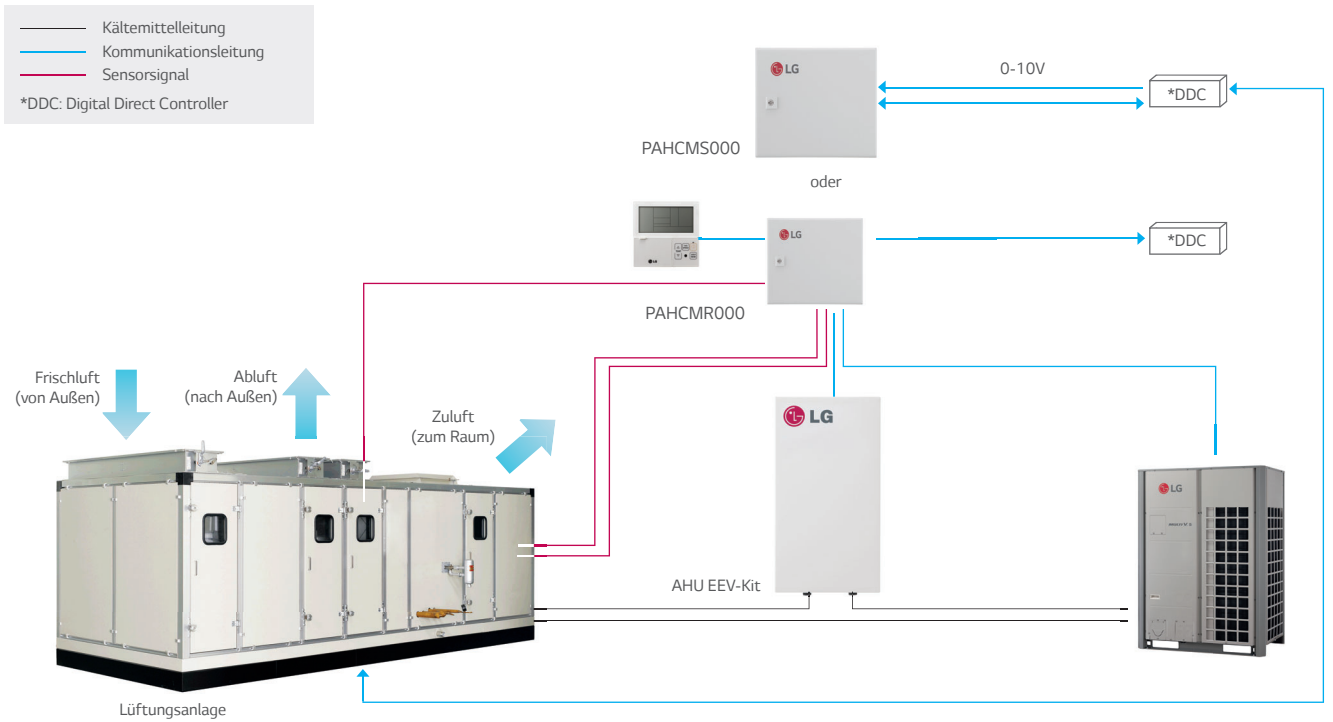 Kältemittelleitung
Kommunikationsleitung
Sensorsignal
*DDC: Digital Direct Controller
LG
0-10V
*DDC
PAHCMS000
oder
LG
*DDC
LG
PAHCMR000
Frischluft
(von Außen)
Abluft
(nach Außen)
Zuluft
(zum Raum)
LG
LG
AHU EEV-Kit
Lüftungsanlage